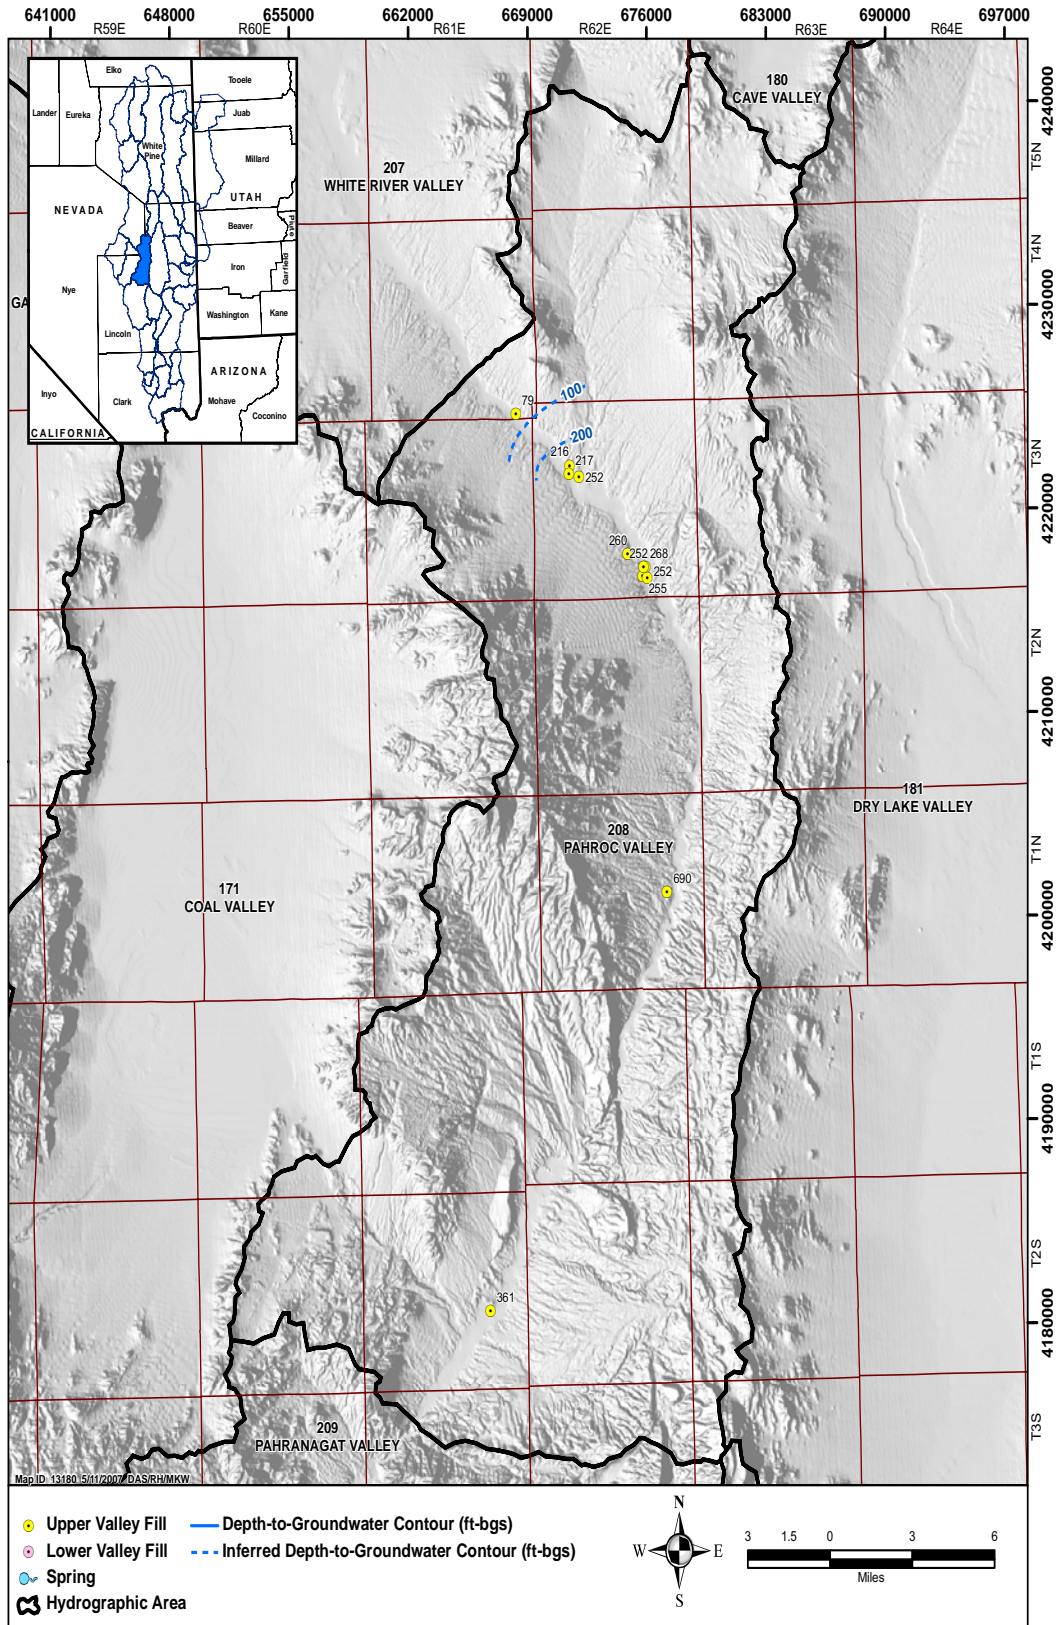 641000 648000 655000 662000 669000 676000 683000 690000 697000
R59E R60E R61E R62E R63E R64E
4240000
4230000
4220000
4210000
4200000
4190000
4180000
T5N
T4N
T3N
T2N
T1N
T1S
T2S
T3S
Elko
Tooele
Lander
Eureka
Juab
White
Pine
Millard
UTAH
NEVADA
Beaver
Piute
Iron
Garfield
Nye
Washington
Kane
Lincoln
ARIZONA
Inyo
Clark
Mohave
Coconino
CALIFORNIA
GA
180
CAVE VALLEY
207
WHITE RIVER VALLEY
79
100
200
216
217
252
260
252
268
252
255
181
DRY LAKE VALLEY
208
PAHROC VALLEY
690
171
COAL VALLEY
361
209
PAHRANAGAT VALLEY
Map ID 13180 5/11/2007 DAS/RH/MKW
Upper Valley Fill
Lower Valley Fill
Spring
Hydrographic Area
Depth-to-Groundwater Contour (ft-bgs)
Inferred Depth-to-Groundwater Contour (ft-bgs)
N
W
E
S
3 1.5 0 3 6
Miles